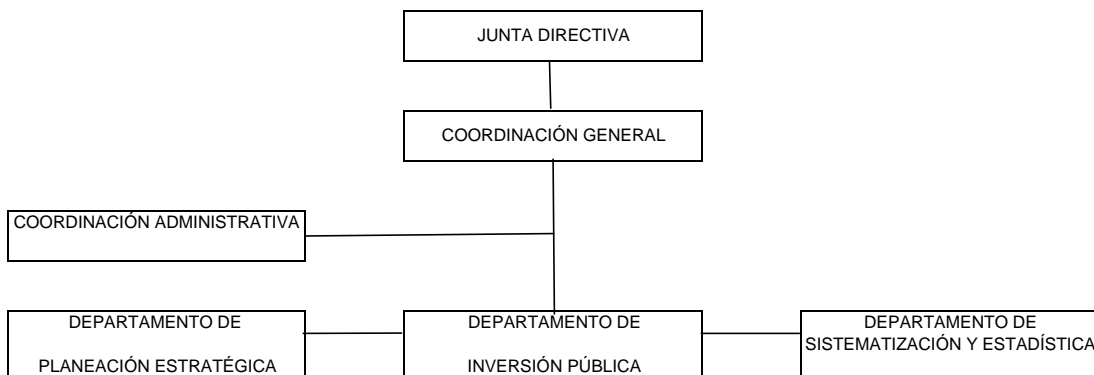 JUNTA DIRECTIVA
COORDINACIÓN GENERAL
COORDINACIÓN ADMINISTRATIVA
DEPARTAMENTO DE
PLANEACIÓN ESTRATÉGICA
DEPARTAMENTO DE
INVERSIÓN PÚBLICA
DEPARTAMENTO DE
SISTEMATIZACIÓN Y ESTADÍSTICA